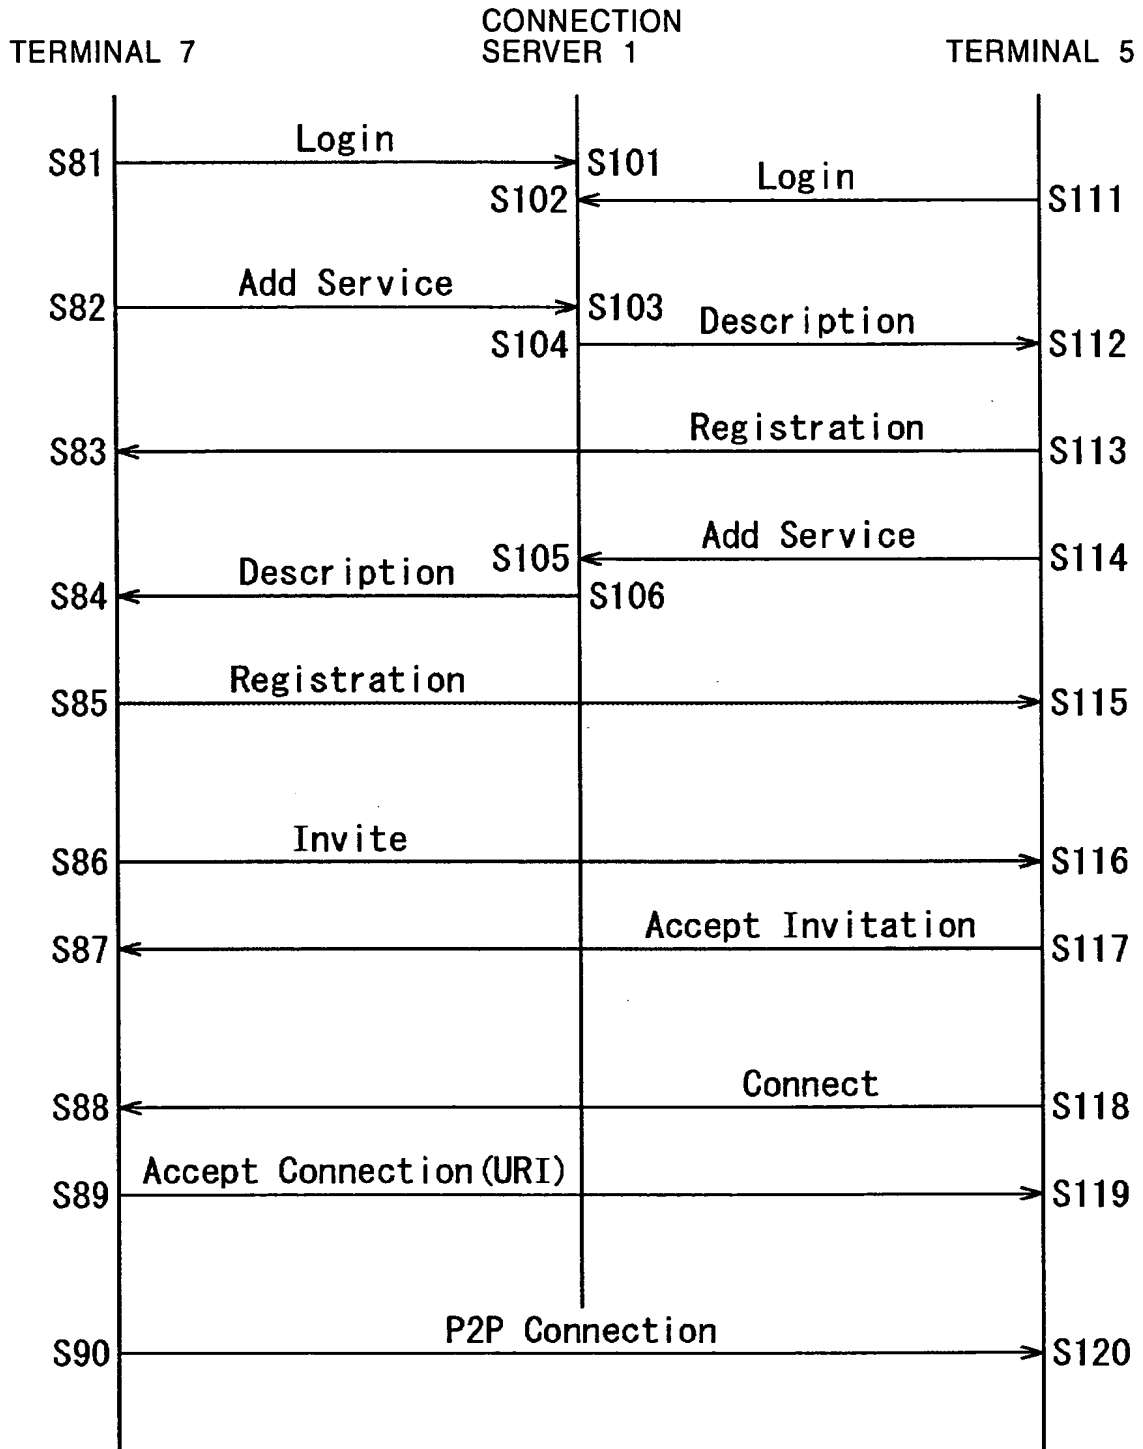 CONNECTION
TERMINAL 7 SERVER 1 TERMINAL 5
Login
S81 S101
Login
S102 S111
Add Service
S82 S103
Description
S104 S112
Registration
S83 S113
Add Service
S105 S114
Description
S84 S106
Registration
S85 S115
Invite
S86 S116
Accept Invitation
S87 S117
Connect
S88 S118
Accept Connection(URI)
S89 S119
P2P Connection
S90 S120